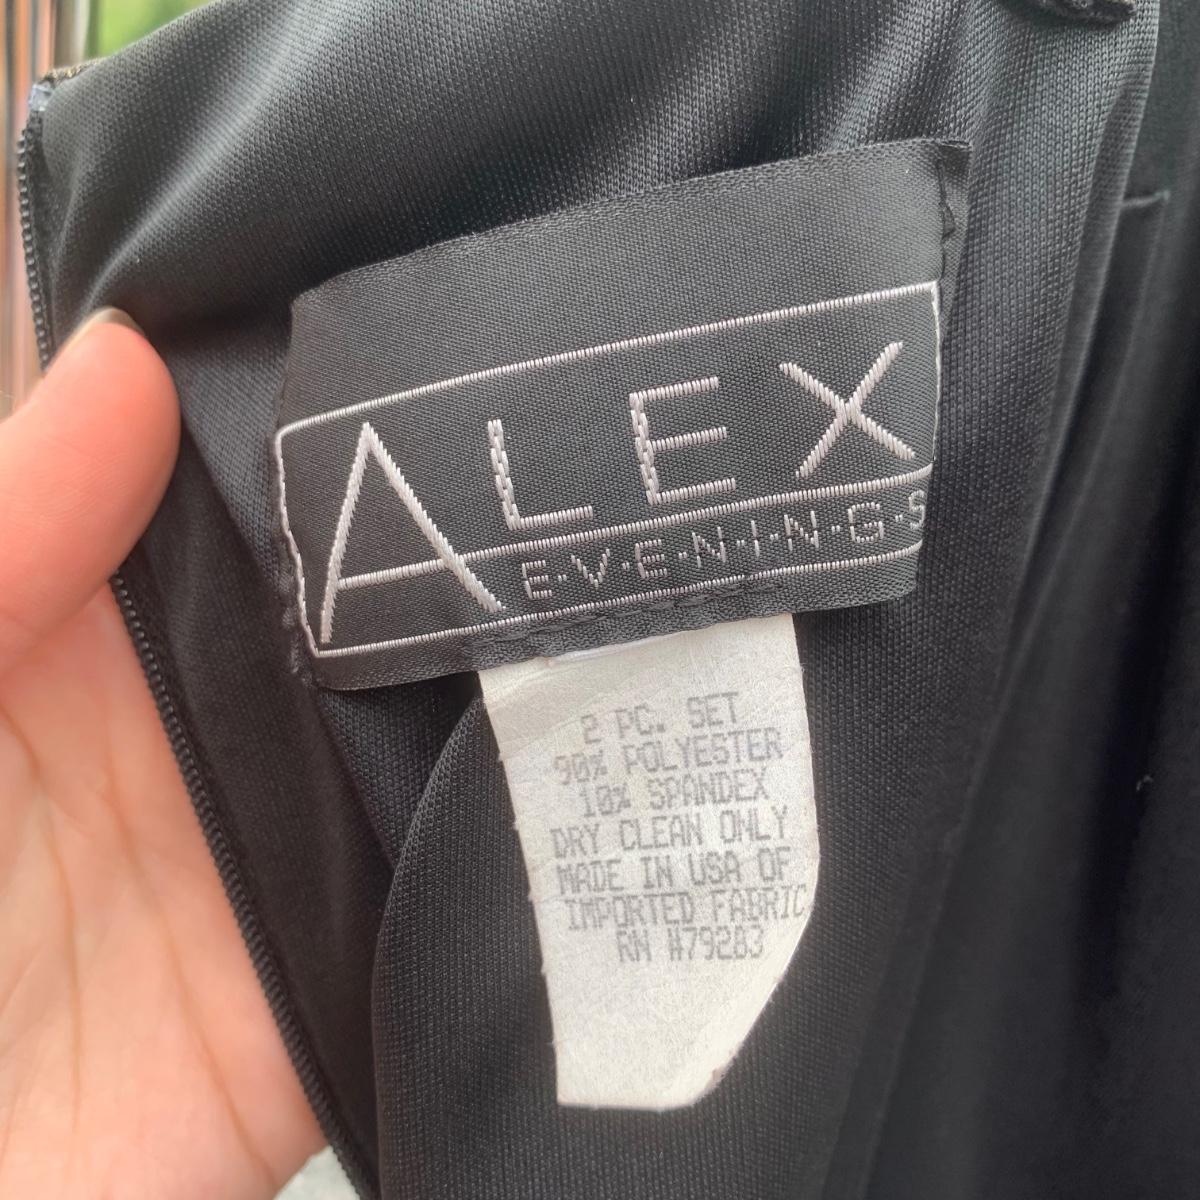 ALEX
E·V·E·N·I·N·G·S
2 PC. SET
90% POLYESTER
10% SPANDEX
DRY CLEAN ONLY
MADE IN USA OF
IMPORTED FABRIC
RN #79283